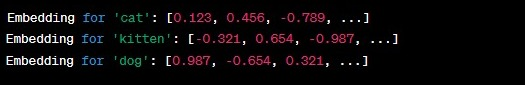 Embedding for 'cat': [0.123, 0.456, -0.789, ...]
Embedding for 'kitten': [-0.321, 0.654, -0.987, ...]
Embedding for 'dog': [0.987, -0.654, 0.321, ...]